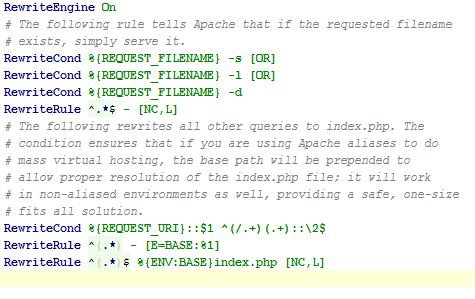 RewriteEngine On
# The following rule tells Apache that if the requested filename
# exists, simply serve it.
RewriteCond %{REQUEST_FILENAME} -s [OR]
RewriteCond %{REQUEST_FILENAME} -l [OR]
RewriteCond %{REQUEST_FILENAME} -d
RewriteRule ^.*$ - [NC,L]
# The following rewrites all other queries to index.php. The
# condition ensures that if you are using Apache aliases to do
# mass virtual hosting, the base path will be prepended to
# allow proper resolution of the index.php file; it will work
# in non-aliased environments as well, providing a safe, one-size
# fits all solution.
RewriteCond %{REQUEST_URI}::$1 ^(/.+)(.+)::\2$
RewriteRule ^(.*) - [E=BASE:%1]
RewriteRule ^(.*)$ %{ENV:BASE}index.php [NC,L]